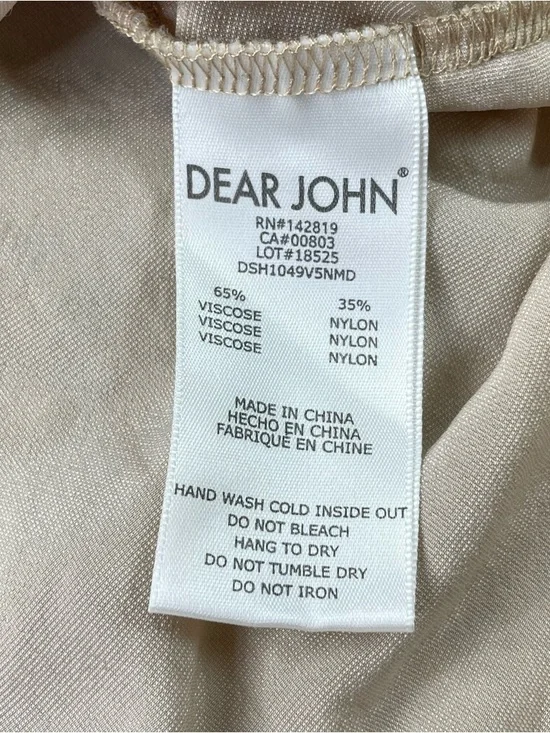 DEAR JOHN®
RN#142819
CA#00803
LOT#18525
DSH1049V5NMD
65% 35%
VISCOSE NYLON
VISCOSE NYLON
VISCOSE NYLON
MADE IN CHINA
HECHO EN CHINA
FABRIQUÉ EN CHINE
HAND WASH COLD INSIDE OUT
DO NOT BLEACH
HANG TO DRY
DO NOT TUMBLE DRY
DO NOT IRON